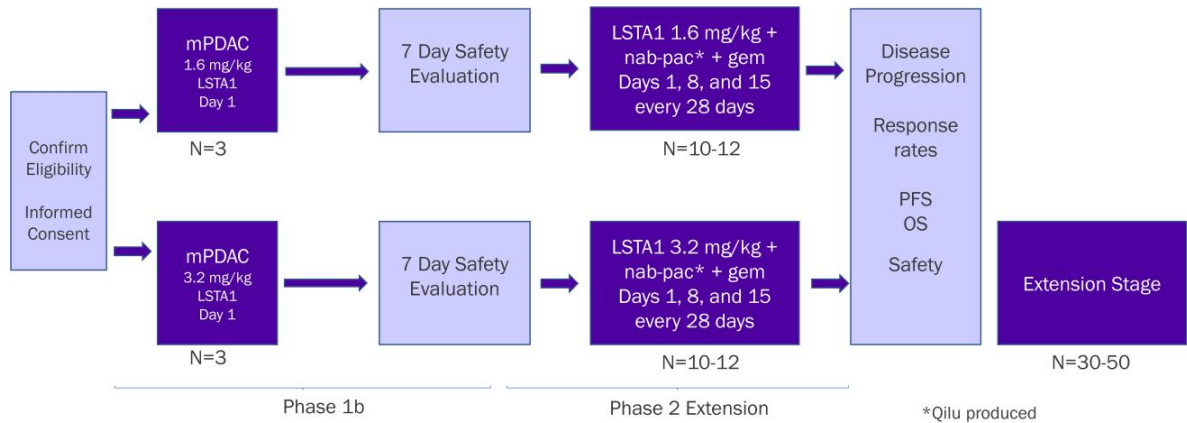 Confirm
Eligibility
Informed
Consent
mPDAC
1.6 mg/kg
LSTA1
Day 1
N=3
7 Day Safety
Evaluation
LSTA1 1.6 mg/kg +
nab-pac* + gem
Days 1, 8, and 15
every 28 days
N=10-12
mPDAC
3.2 mg/kg
LSTA1
Day 1
N=3
7 Day Safety
Evaluation
LSTA1 3.2 mg/kg +
nab-pac* + gem
Days 1, 8, and 15
every 28 days
N=10-12
Disease
Progression
Response
rates
PFS
OS
Safety
Extension Stage
N=30-50
Phase 1b
Phase 2 Extension
*Qilu produced